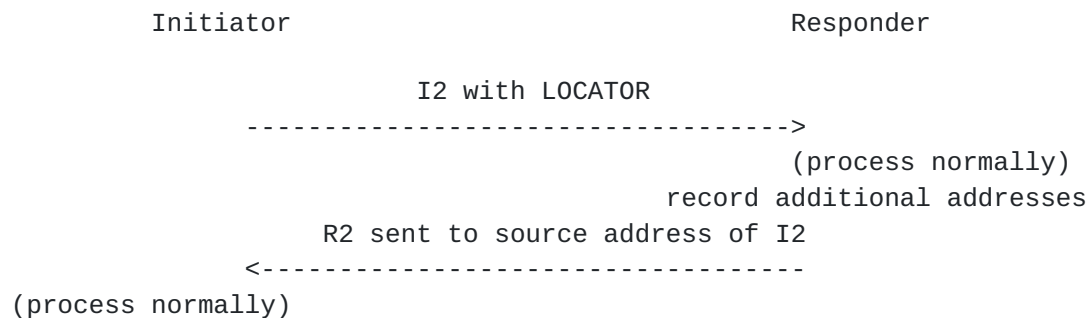 Initiator Responder
I2 with LOCATOR
----------------------------------->
(process normally)
record additional addresses
R2 sent to source address of I2
<-----------------------------------
(process normally)